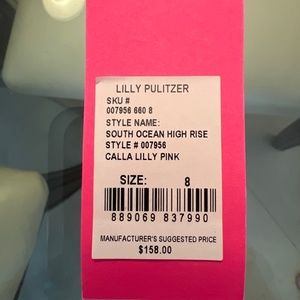 LILLY PULITZER
SKU #
007956 660 8
STYLE NAME:
SOUTH OCEAN HIGH RISE
STYLE # 007956
CALLA LILLY PINK
SIZE: 8
889069 837990
MANUFACTURER'S SUGGESTED PRICE
$158.00